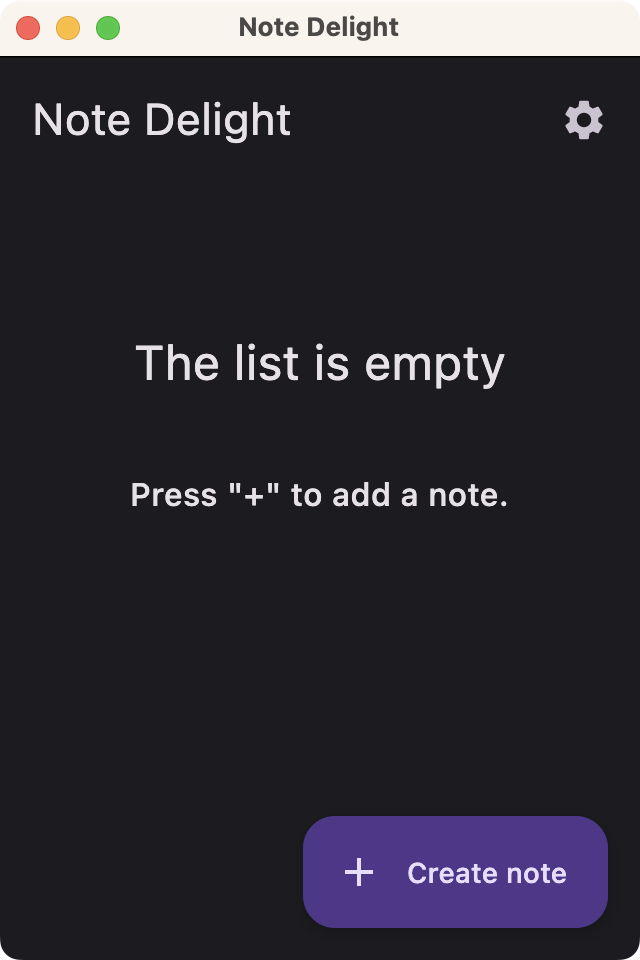 Note Delight
Note Delight
The list is empty
Press "+" to add a note.
+ Create note